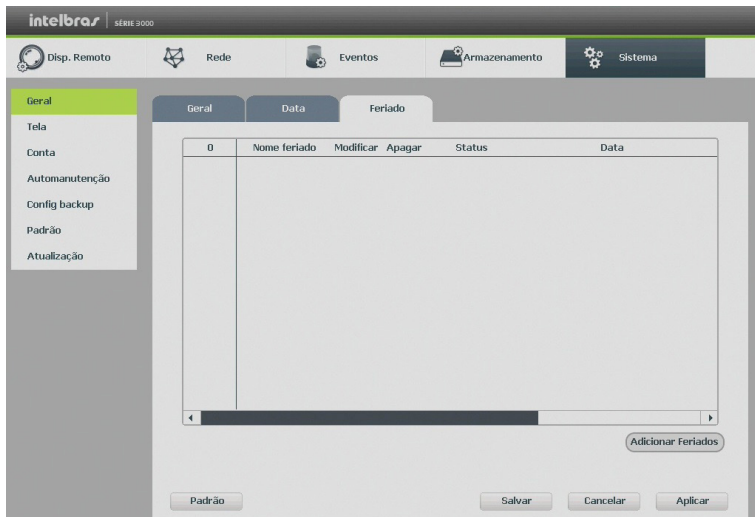 intelbras SÉRIE 3000
Disp. Remoto Rede Eventos Armazenamento Sistema
Geral
Tela
Conta
Automanutenção
Config backup
Padrão
Atualização
Geral Data Feriado
0 Nome feriado Modificar Apagar Status Data
Adicionar Feriados
Padrão Salvar Cancelar Aplicar